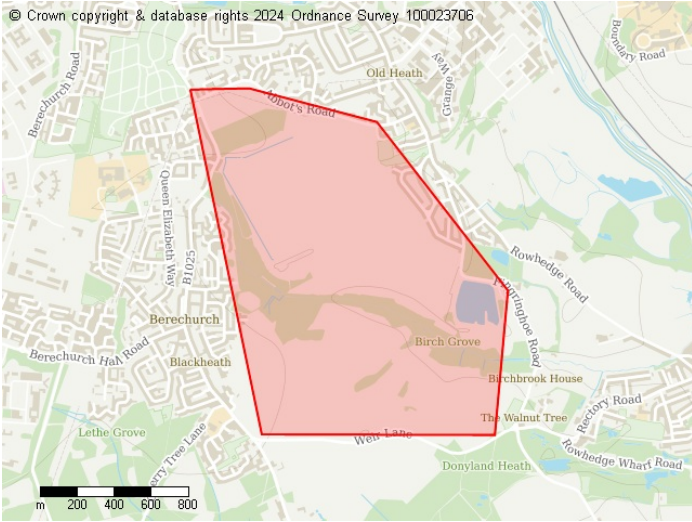 © Crown copyright & database rights 2024 Ordnance Survey 100023706
Boundary Road
Berechurch Road
Old Heath
Grange Way
Abbot's Road
Queen Elizabeth Way
B1025
Rowhedge Road
Fingringhoe Road
Berechurch
Birch Grove
Berechurch Hall Road
Blackheath
Birchbrook House
Rectory Road
The Walnut Tree
Lethe Grove
Weir Lane
Rowhedge Wharf Road
Donyland Heath
m 200 400 600 800